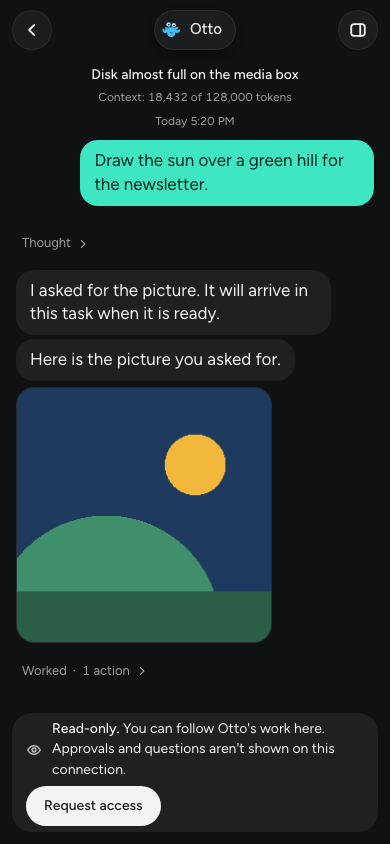 Otto
Disk almost full on the media box
Context: 18,432 of 128,000 tokens
Today 5:20 PM
Draw the sun over a green hill for
the newsletter.
Thought
I asked for the picture. It will arrive in
this task when it is ready.
Here is the picture you asked for.
Worked · 1 action
Read-only. You can follow Otto's work here.
Approvals and questions aren't shown on this
connection.
Request access